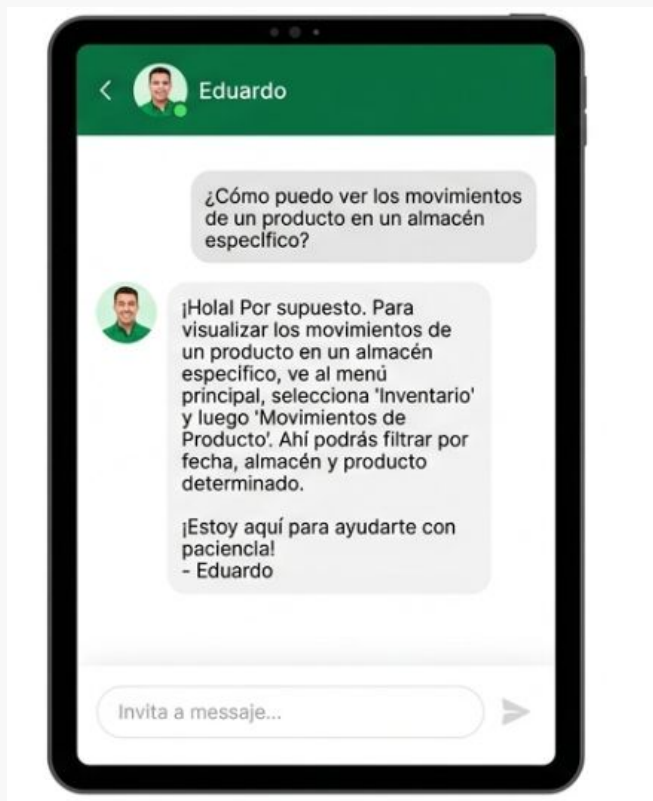 Eduardo
¿Cómo puedo ver los movimientos
de un producto en un almacén
especlfico?
¡Holal Por supuesto. Para
visualizar los movimientos de
un producto en un almacén
especifico, ve al menú
principal, selecciona 'Inventario'
y luego 'Movimientos de
Producto'. Ahí podrás filtrar por
fecha, almacén y producto
determinado.
¡Estoy aquí para ayudarte con
paciencla!
- Eduardo
Invita a messaje...